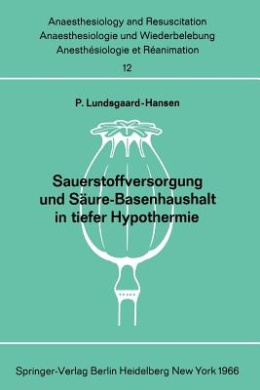 Anaesthesiology and Resuscitation
Anaesthesiologie und Wiederbelebung
Anesthésiologie et Réanimation
12
P. Lundsgaard-Hansen
Sauerstoffversorgung
und Säure-Basenhaushalt
in tiefer Hypothermie
Springer-Verlag Berlin Heidelberg New York 1966